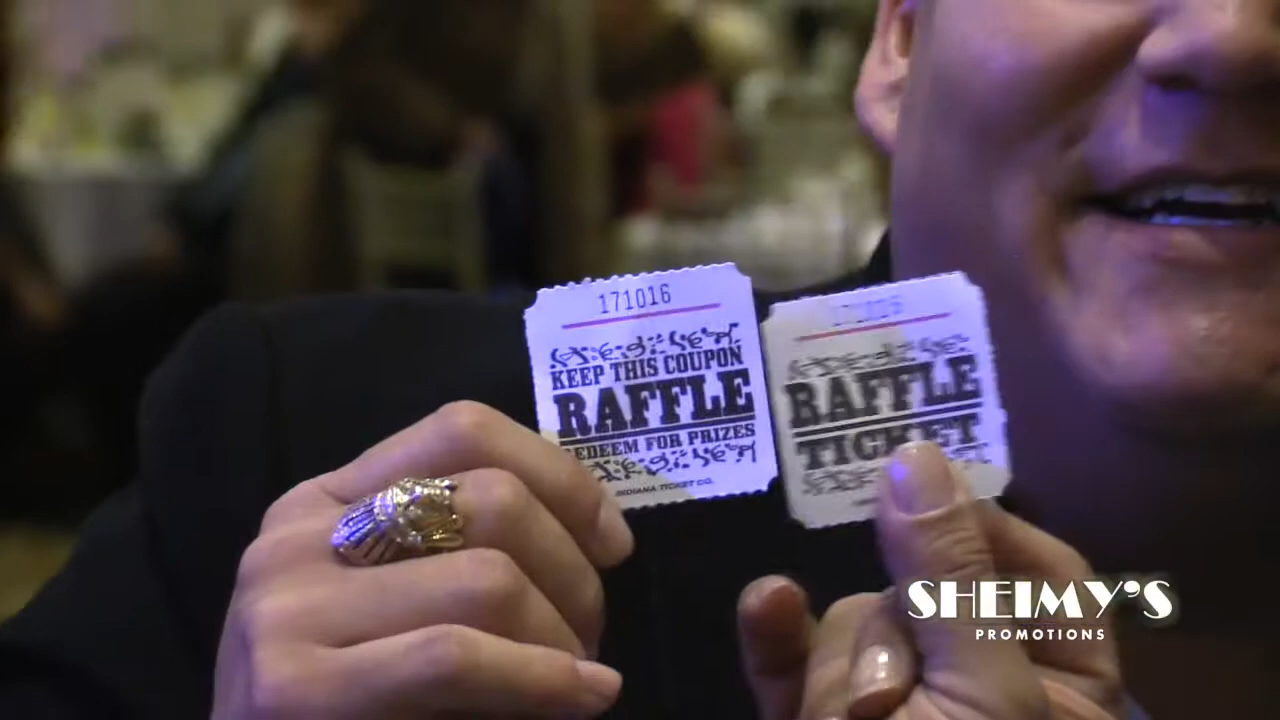 171016
KEEP THIS COUPON
RAFFLE
REDEEM FOR PRIZES
INDIANA TICKET CO.
171016
RAFFLE
TICKET
SHEIMY'S
PROMOTIONS